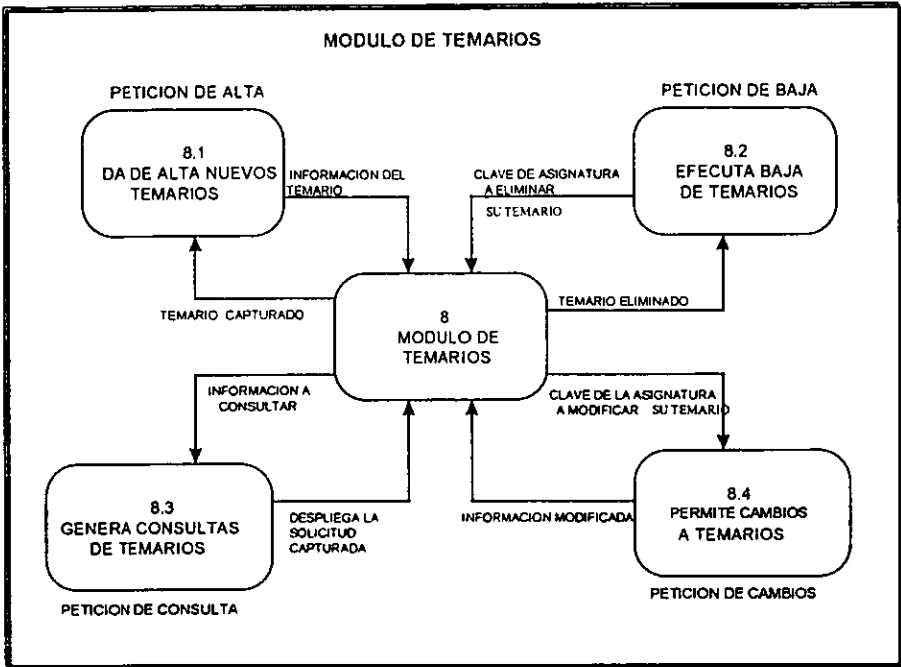 MODULO DE TEMARIOS
PETICION DE ALTA
8.1
DA DE ALTA NUEVOS
TEMARIOS
INFORMACION DEL
TEMARIO
PETICION DE BAJA
8.2
EFECUTA BAJA
DE TEMARIOS
CLAVE DE ASIGNATURA
A ELIMINAR
SU TEMARIO
TEMARIO CAPTURADO
8
MODULO DE
TEMARIOS
TEMARIO ELIMINADO
INFORMACION A
CONSULTAR
CLAVE DE LA ASIGNATURA
A MODIFICAR SU TEMARIO
8.3
GENERA CONSULTAS
DE TEMARIOS
DESPLIEGA LA
SOLICITUD
CAPTURADA
INFORMACION MODIFICADA
8.4
PERMITE CAMBIOS
A TEMARIOS
PETICION DE CONSULTA
PETICION DE CAMBIOS